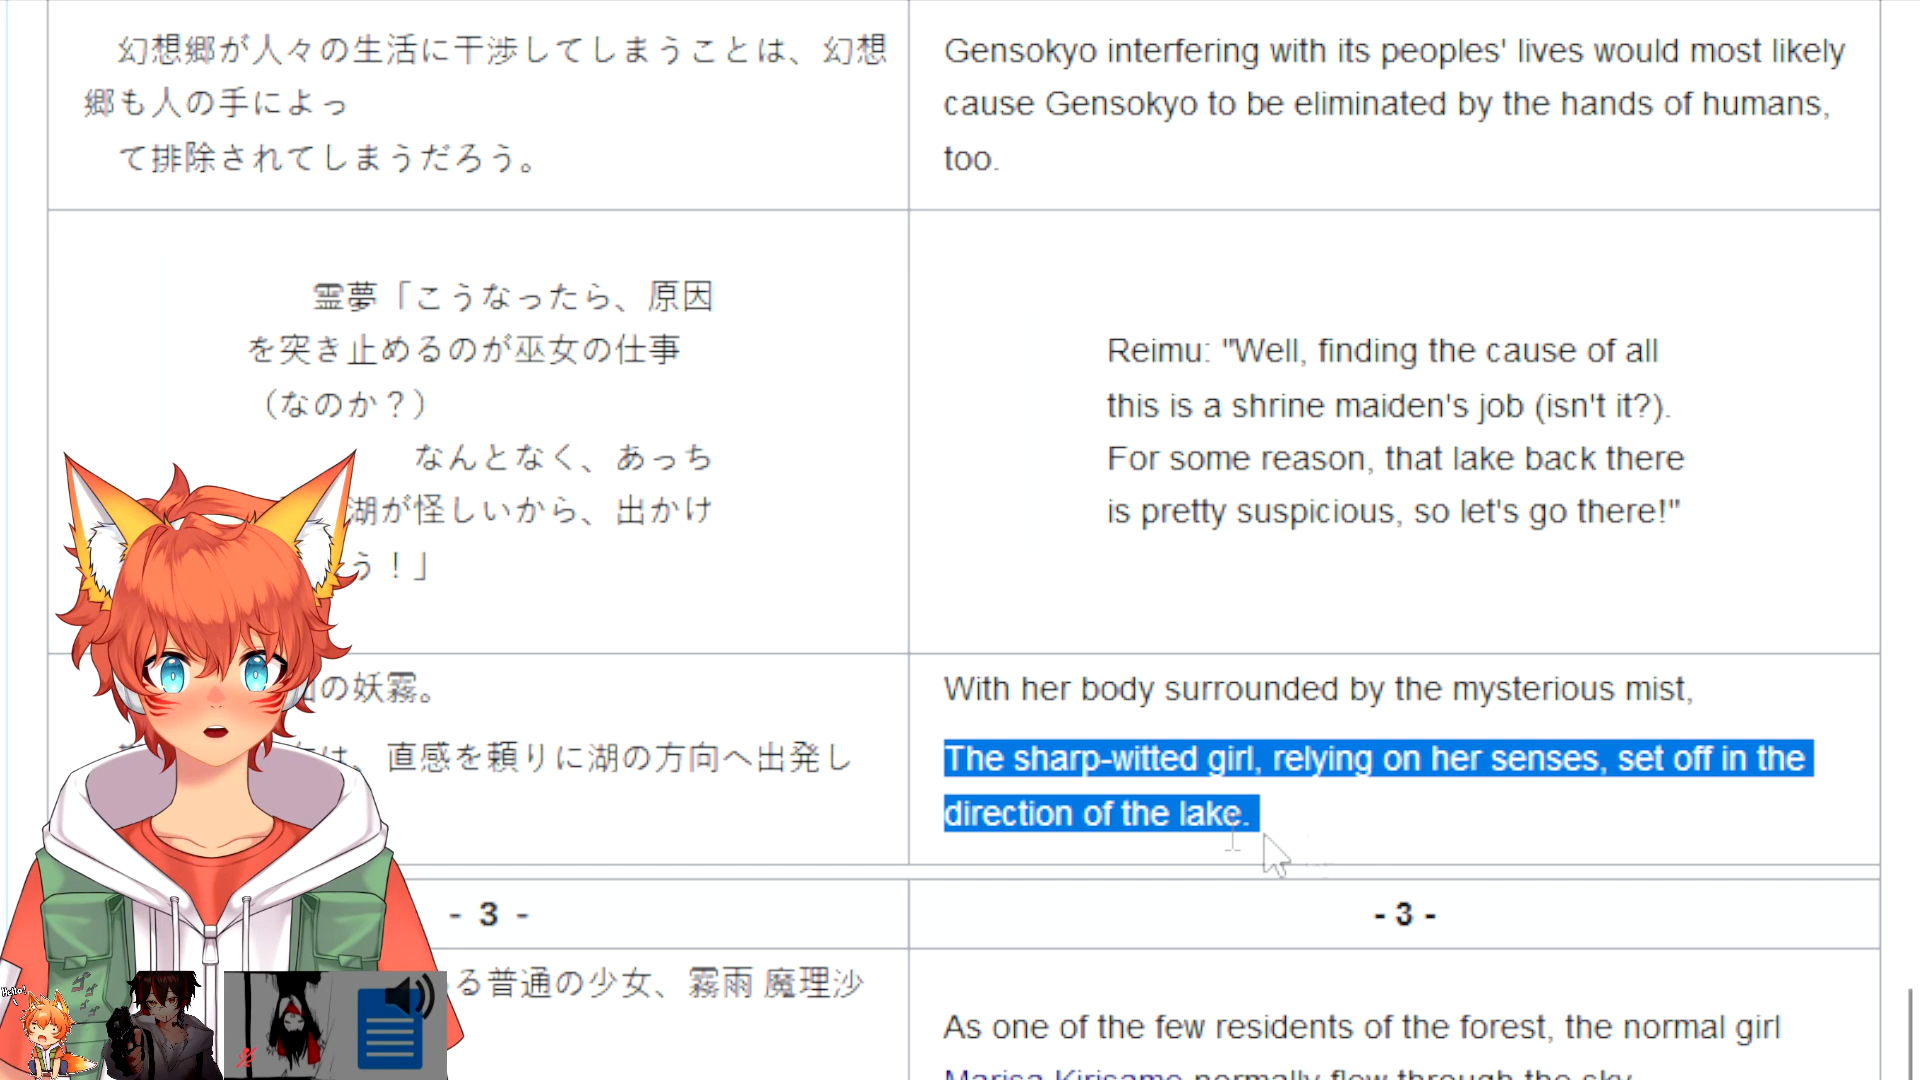 幻想郷が人々の生活に干渉してしまうことは、幻想
郷も人の手によっ
て排除されてしまうだろう。
Gensokyo interfering with its peoples' lives would most likely
cause Gensokyo to be eliminated by the hands of humans,
too.
霊夢「こうなったら、原因
を突き止めるのが巫女の仕事
（なのか？）
なんとなく、あっち
湖が怪しいから、出かけ
う！」
Reimu: "Well, finding the cause of all
this is a shrine maiden's job (isn't it?).
For some reason, that lake back there
is pretty suspicious, so let's go there!"
の妖霧。
は、直感を頼りに湖の方向へ出発し
With her body surrounded by the mysterious mist,
The sharp-witted girl, relying on her senses, set off in the
direction of the lake.
- 3 -
- 3 -
る普通の少女、霧雨 魔理沙
As one of the few residents of the forest, the normal girl
Marisa Kirisame normally flew through the sky
Hello!